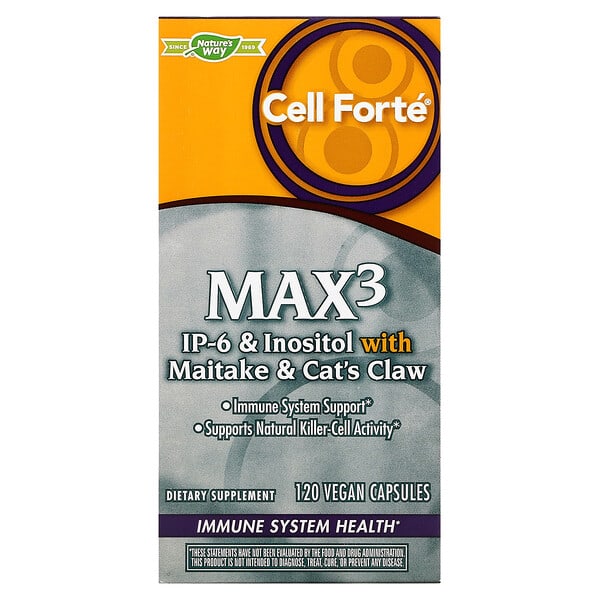 SINCE Nature's Way 1969
Cell Forté®
MAX³
IP-6 & Inositol with
Maitake & Cat's Claw
• Immune System Support*
• Supports Natural Killer-Cell Activity*
DIETARY SUPPLEMENT 120 VEGAN CAPSULES
IMMUNE SYSTEM HEALTH*
*THESE STATEMENTS HAVE NOT BEEN EVALUATED BY THE FOOD AND DRUG ADMINISTRATION.
THIS PRODUCT IS NOT INTENDED TO DIAGNOSE, TREAT, CURE, OR PREVENT ANY DISEASE.